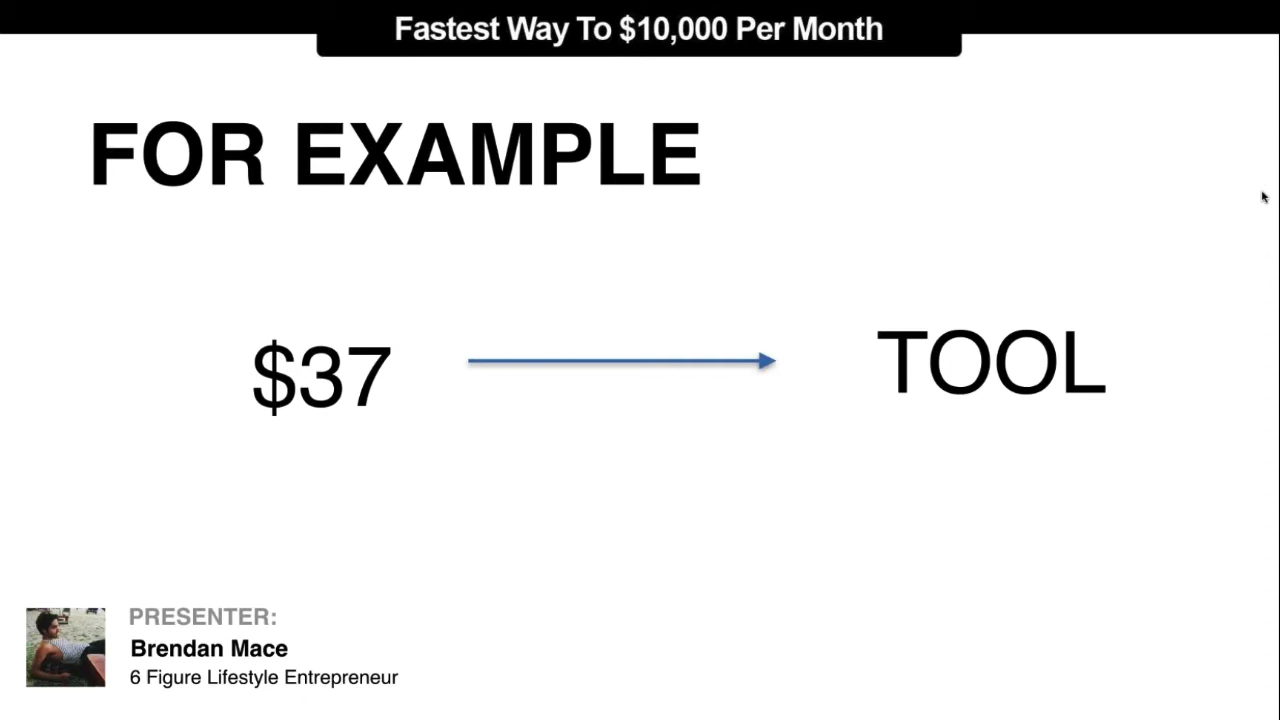 Fastest Way To $10,000 Per Month
FOR EXAMPLE
$37
TOOL
PRESENTER:
Brendan Mace
6 Figure Lifestyle Entrepreneur